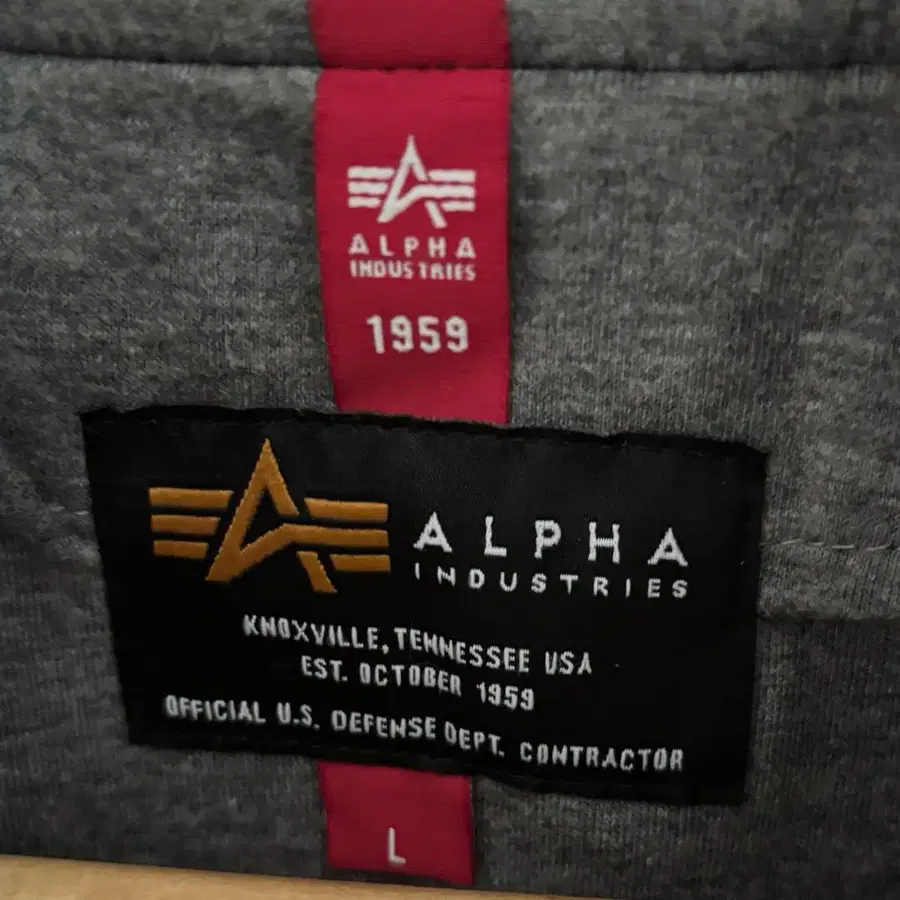 ALPHA
INDUSTRIES
1959
ALPHA
INDUSTRIES
KNOXVILLE, TENNESSEE USA
EST. OCTOBER 1959
OFFICIAL U.S. DEFENSE DEPT. CONTRACTOR
L